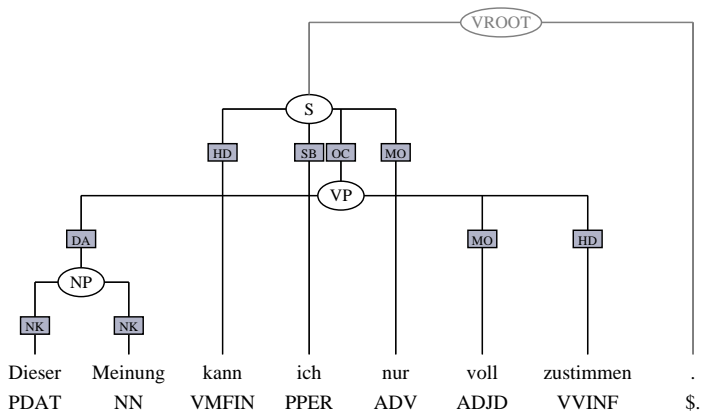 VROOT
S
HD SB OC MO
VP
DA MO HD
NP
NK NK
Dieser Meinung kann ich nur voll zustimmen .
PDAT NN VMFIN PPER ADV ADJD VVINF $.